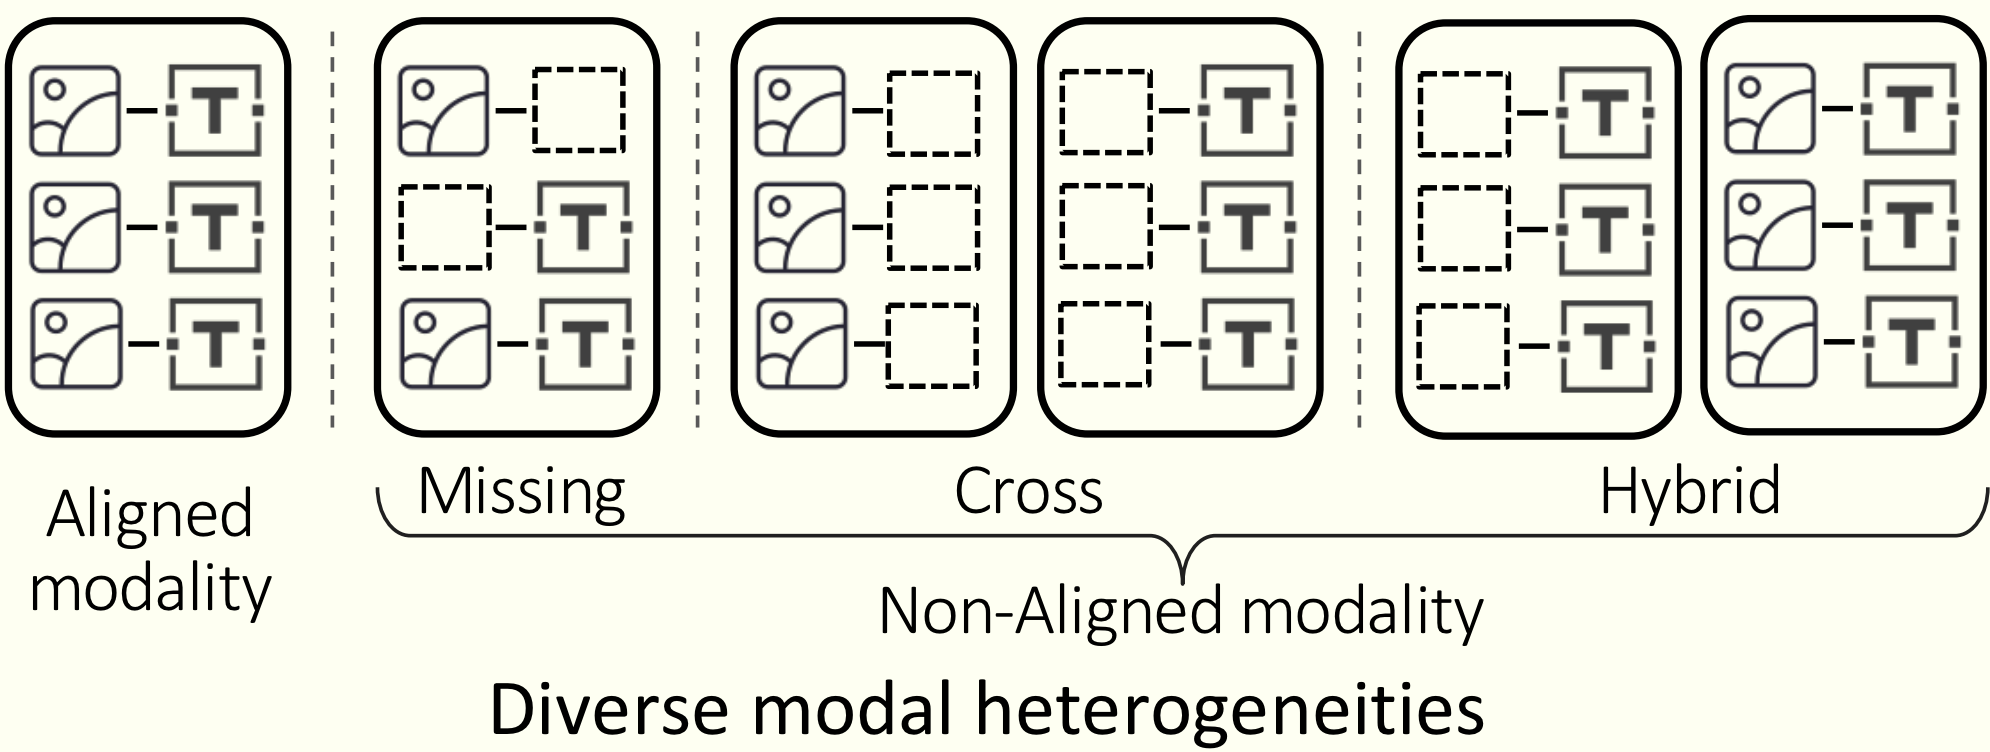 T T T T
T T T T
T T T T T
Missing Cross Hybrid
Aligned
modality
Non-Aligned modality
Diverse modal heterogeneities